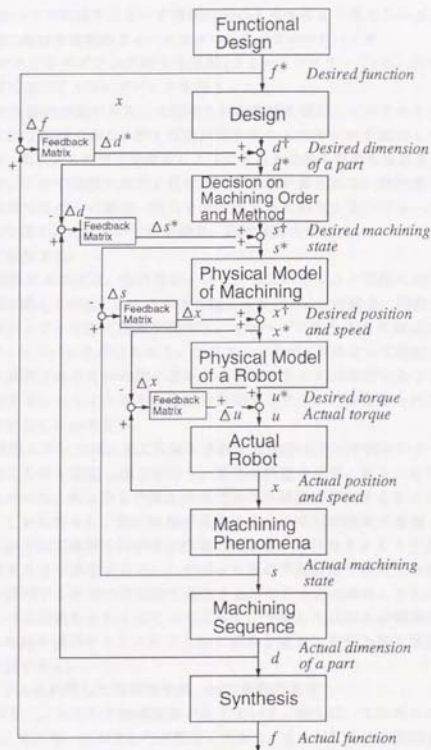 Functional
Design
f* Desired function
x
Δf
-
+
Feedback
Matrix
Δd*
Design
+
+
d†
d*
Desired dimension
of a part
Decision on
Machining Order
and Method
Δd
-
+
Feedback
Matrix
Δs*
+
+
s†
s*
Desired machining
state
Physical Model
of Machining
Δs
-
+
Feedback
Matrix
Δx
+
+
x†
x*
Desired position
and speed
Physical Model
of a Robot
Δx
-
+
Feedback
Matrix
+
Δu
+
u* Desired torque
u Actual torque
Actual
Robot
x Actual position
and speed
Machining
Phenomena
s Actual machining
state
Machining
Sequence
d Actual dimension
of a part
Synthesis
f Actual function